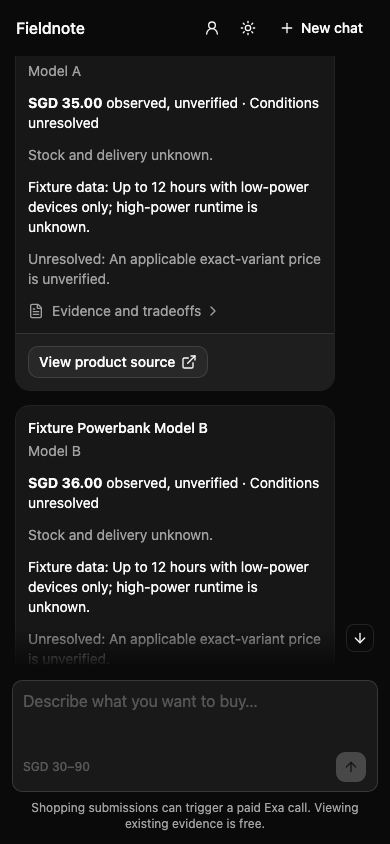 Fieldnote
New chat
Model A
SGD 35.00 observed, unverified · Conditions
unresolved
Stock and delivery unknown.
Fixture data: Up to 12 hours with low-power
devices only; high-power runtime is
unknown.
Unresolved: An applicable exact-variant price
is unverified.
Evidence and tradeoffs
View product source
Fixture Powerbank Model B
Model B
SGD 36.00 observed, unverified · Conditions
unresolved
Stock and delivery unknown.
Fixture data: Up to 12 hours with low-power
devices only; high-power runtime is
unknown.
Unresolved: An applicable exact-variant price
is unverified.
Describe what you want to buy...
SGD 30–90
Shopping submissions can trigger a paid Exa call. Viewing
existing evidence is free.